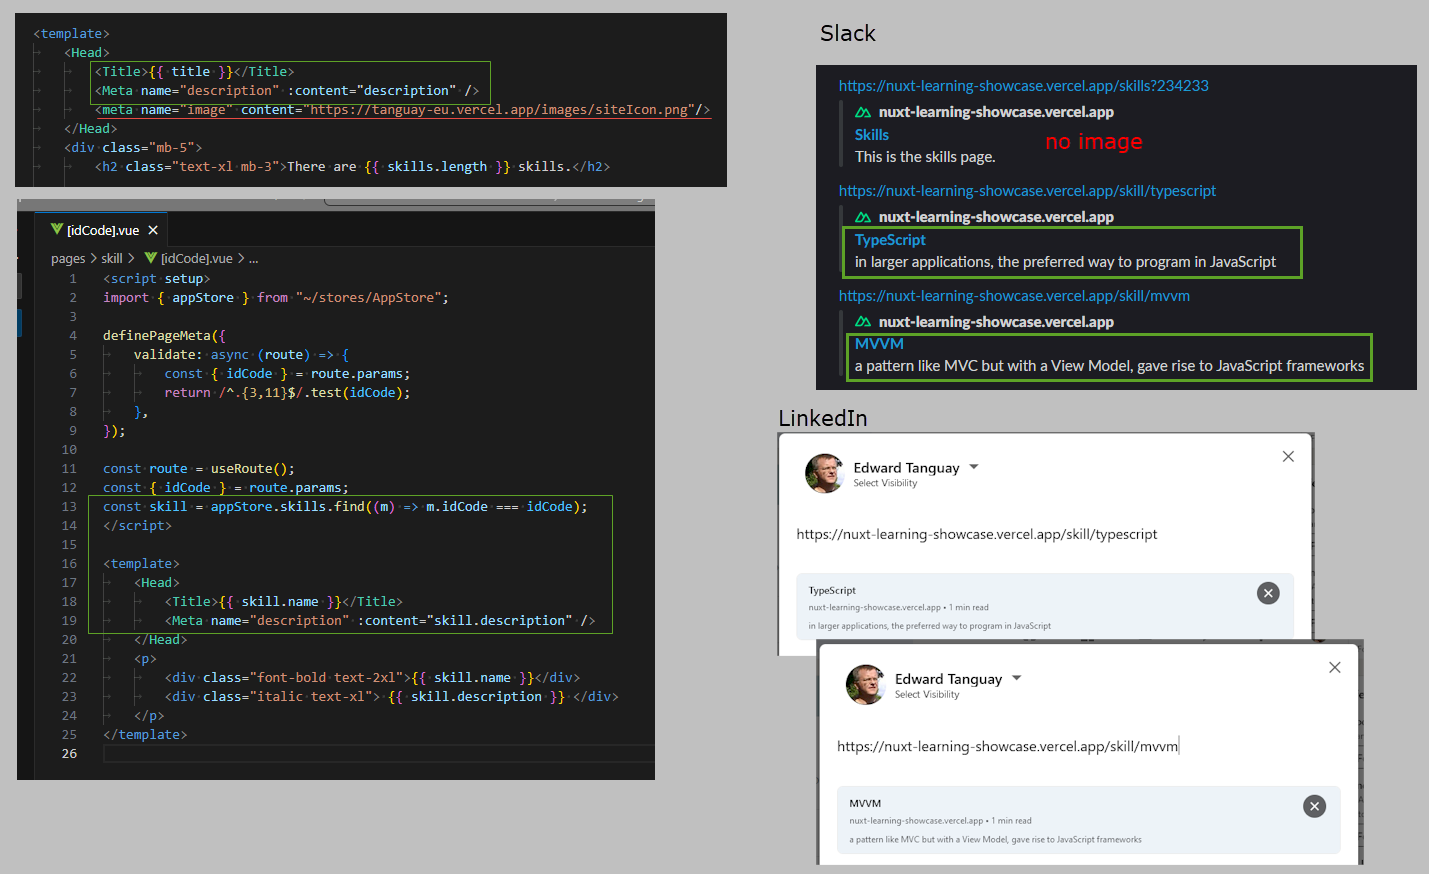 <template>
<Head>
<Title>{{ title }}</Title>
<Meta name="description" :content="description" />
<meta name="image" content="https://tanguay-eu.vercel.app/images/siteIcon.png"/>
</Head>
<div class="mb-5">
<h2 class="text-xl mb-3">There are {{ skills.length }} skills.</h2>
[idCode].vue ×
pages > skill > [idCode].vue > ...
1 <script setup>
2 import { appStore } from "~/stores/AppStore";
3
4 definePageMeta({
5 validate: async (route) => {
6 const { idCode } = route.params;
7 return /^.{3,11}$/.test(idCode);
8 },
9 });
10
11 const route = useRoute();
12 const { idCode } = route.params;
13 const skill = appStore.skills.find((m) => m.idCode === idCode);
14 </script>
15
16 <template>
17 <Head>
18 <Title>{{ skill.name }}</Title>
19 <Meta name="description" :content="skill.description" />
20 </Head>
21 <p>
22 <div class="font-bold text-2xl">{{ skill.name }}</div>
23 <div class="italic text-xl"> {{ skill.description }} </div>
24 </p>
25 </template>
26
Slack
https://nuxt-learning-showcase.vercel.app/skills?234233
nuxt-learning-showcase.vercel.app
Skills
no image
This is the skills page.
https://nuxt-learning-showcase.vercel.app/skill/typescript
nuxt-learning-showcase.vercel.app
TypeScript
in larger applications, the preferred way to program in JavaScript
https://nuxt-learning-showcase.vercel.app/skill/mvvm
nuxt-learning-showcase.vercel.app
MVVM
a pattern like MVC but with a View Model, gave rise to JavaScript frameworks
LinkedIn
Edward Tanguay
Select Visibility
https://nuxt-learning-showcase.vercel.app/skill/typescript
TypeScript
nuxt-learning-showcase.vercel.app • 1 min read
in larger applications, the preferred way to program in JavaScript
Edward Tanguay
Select Visibility
https://nuxt-learning-showcase.vercel.app/skill/mvvm
MVVM
nuxt-learning-showcase.vercel.app • 1 min read
a pattern like MVC but with a View Model, gave rise to JavaScript frameworks